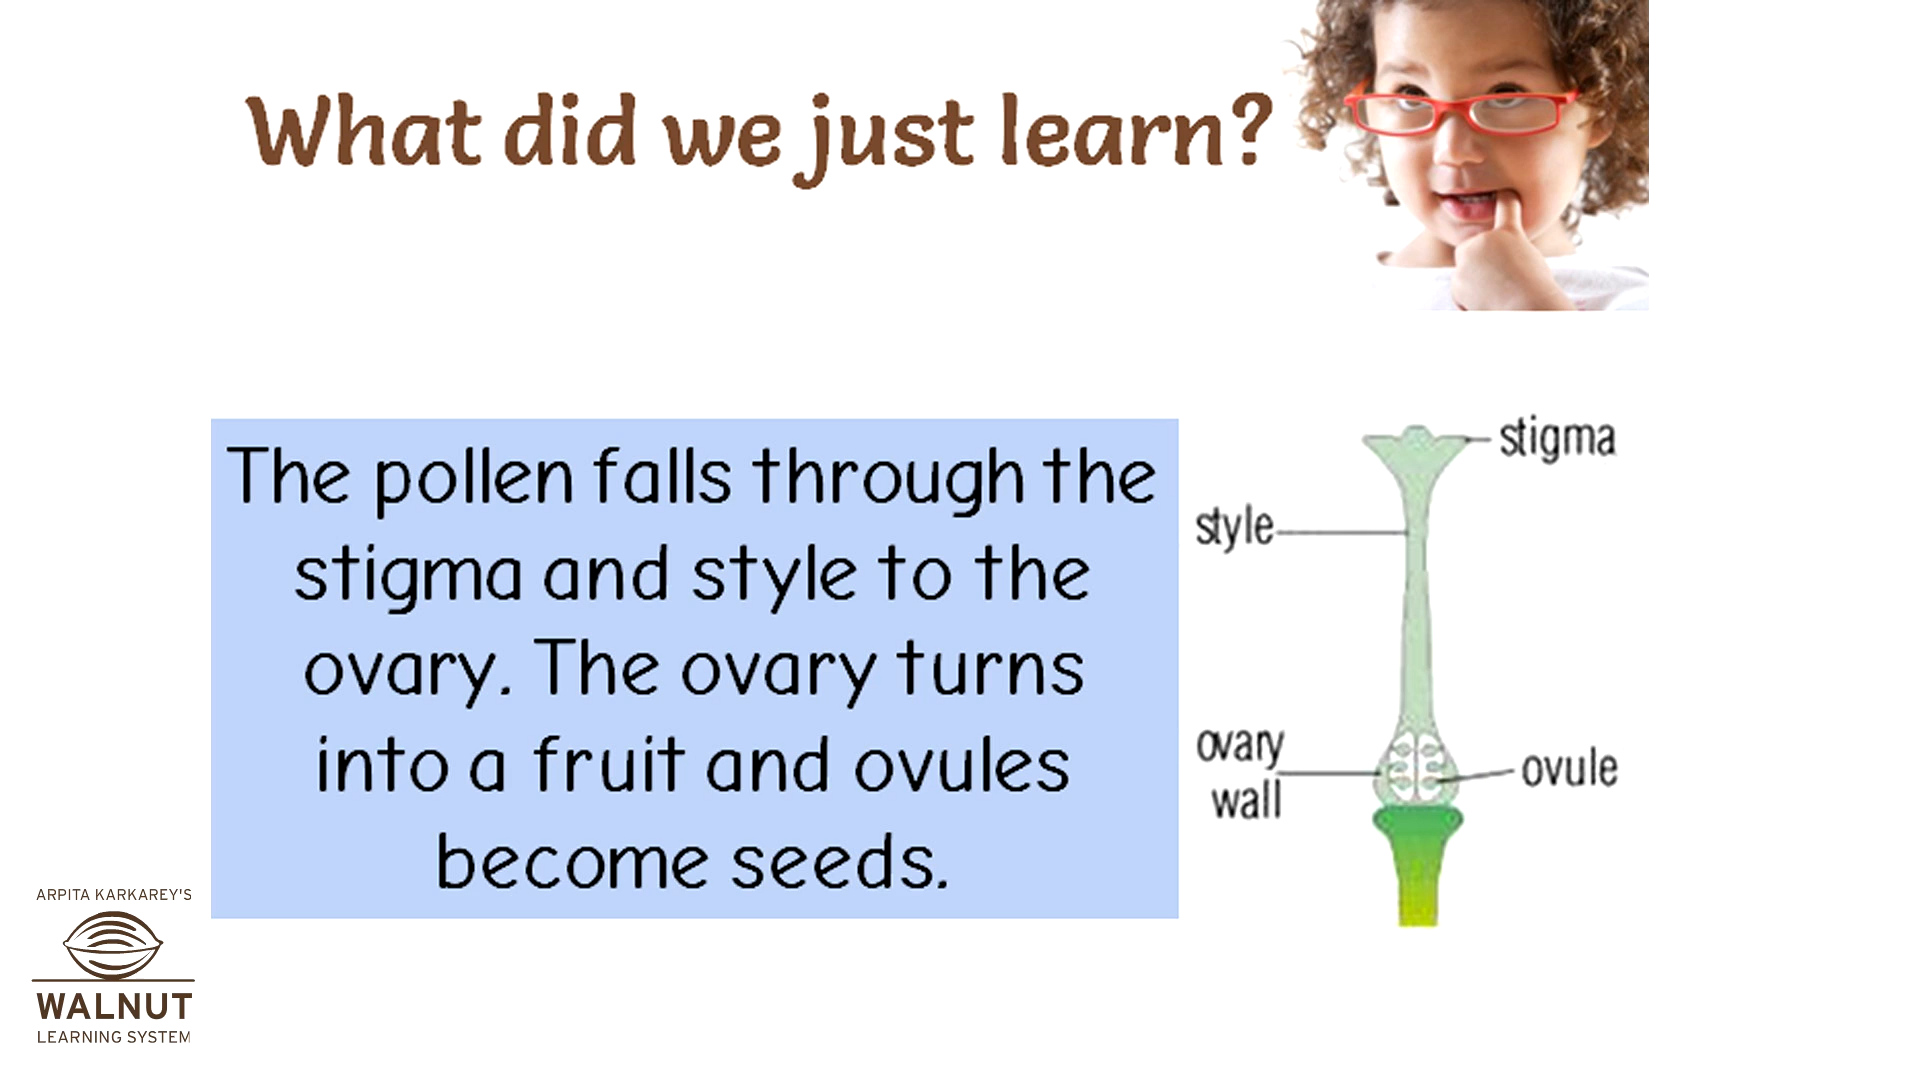 What did we just learn?
The pollen falls through the
stigma and style to the
ovary. The ovary turns
into a fruit and ovules
become seeds.
stigma
style
ovary
wall
ovule
ARPITA KARKAREY'S
WALNUT
LEARNING SYSTEM